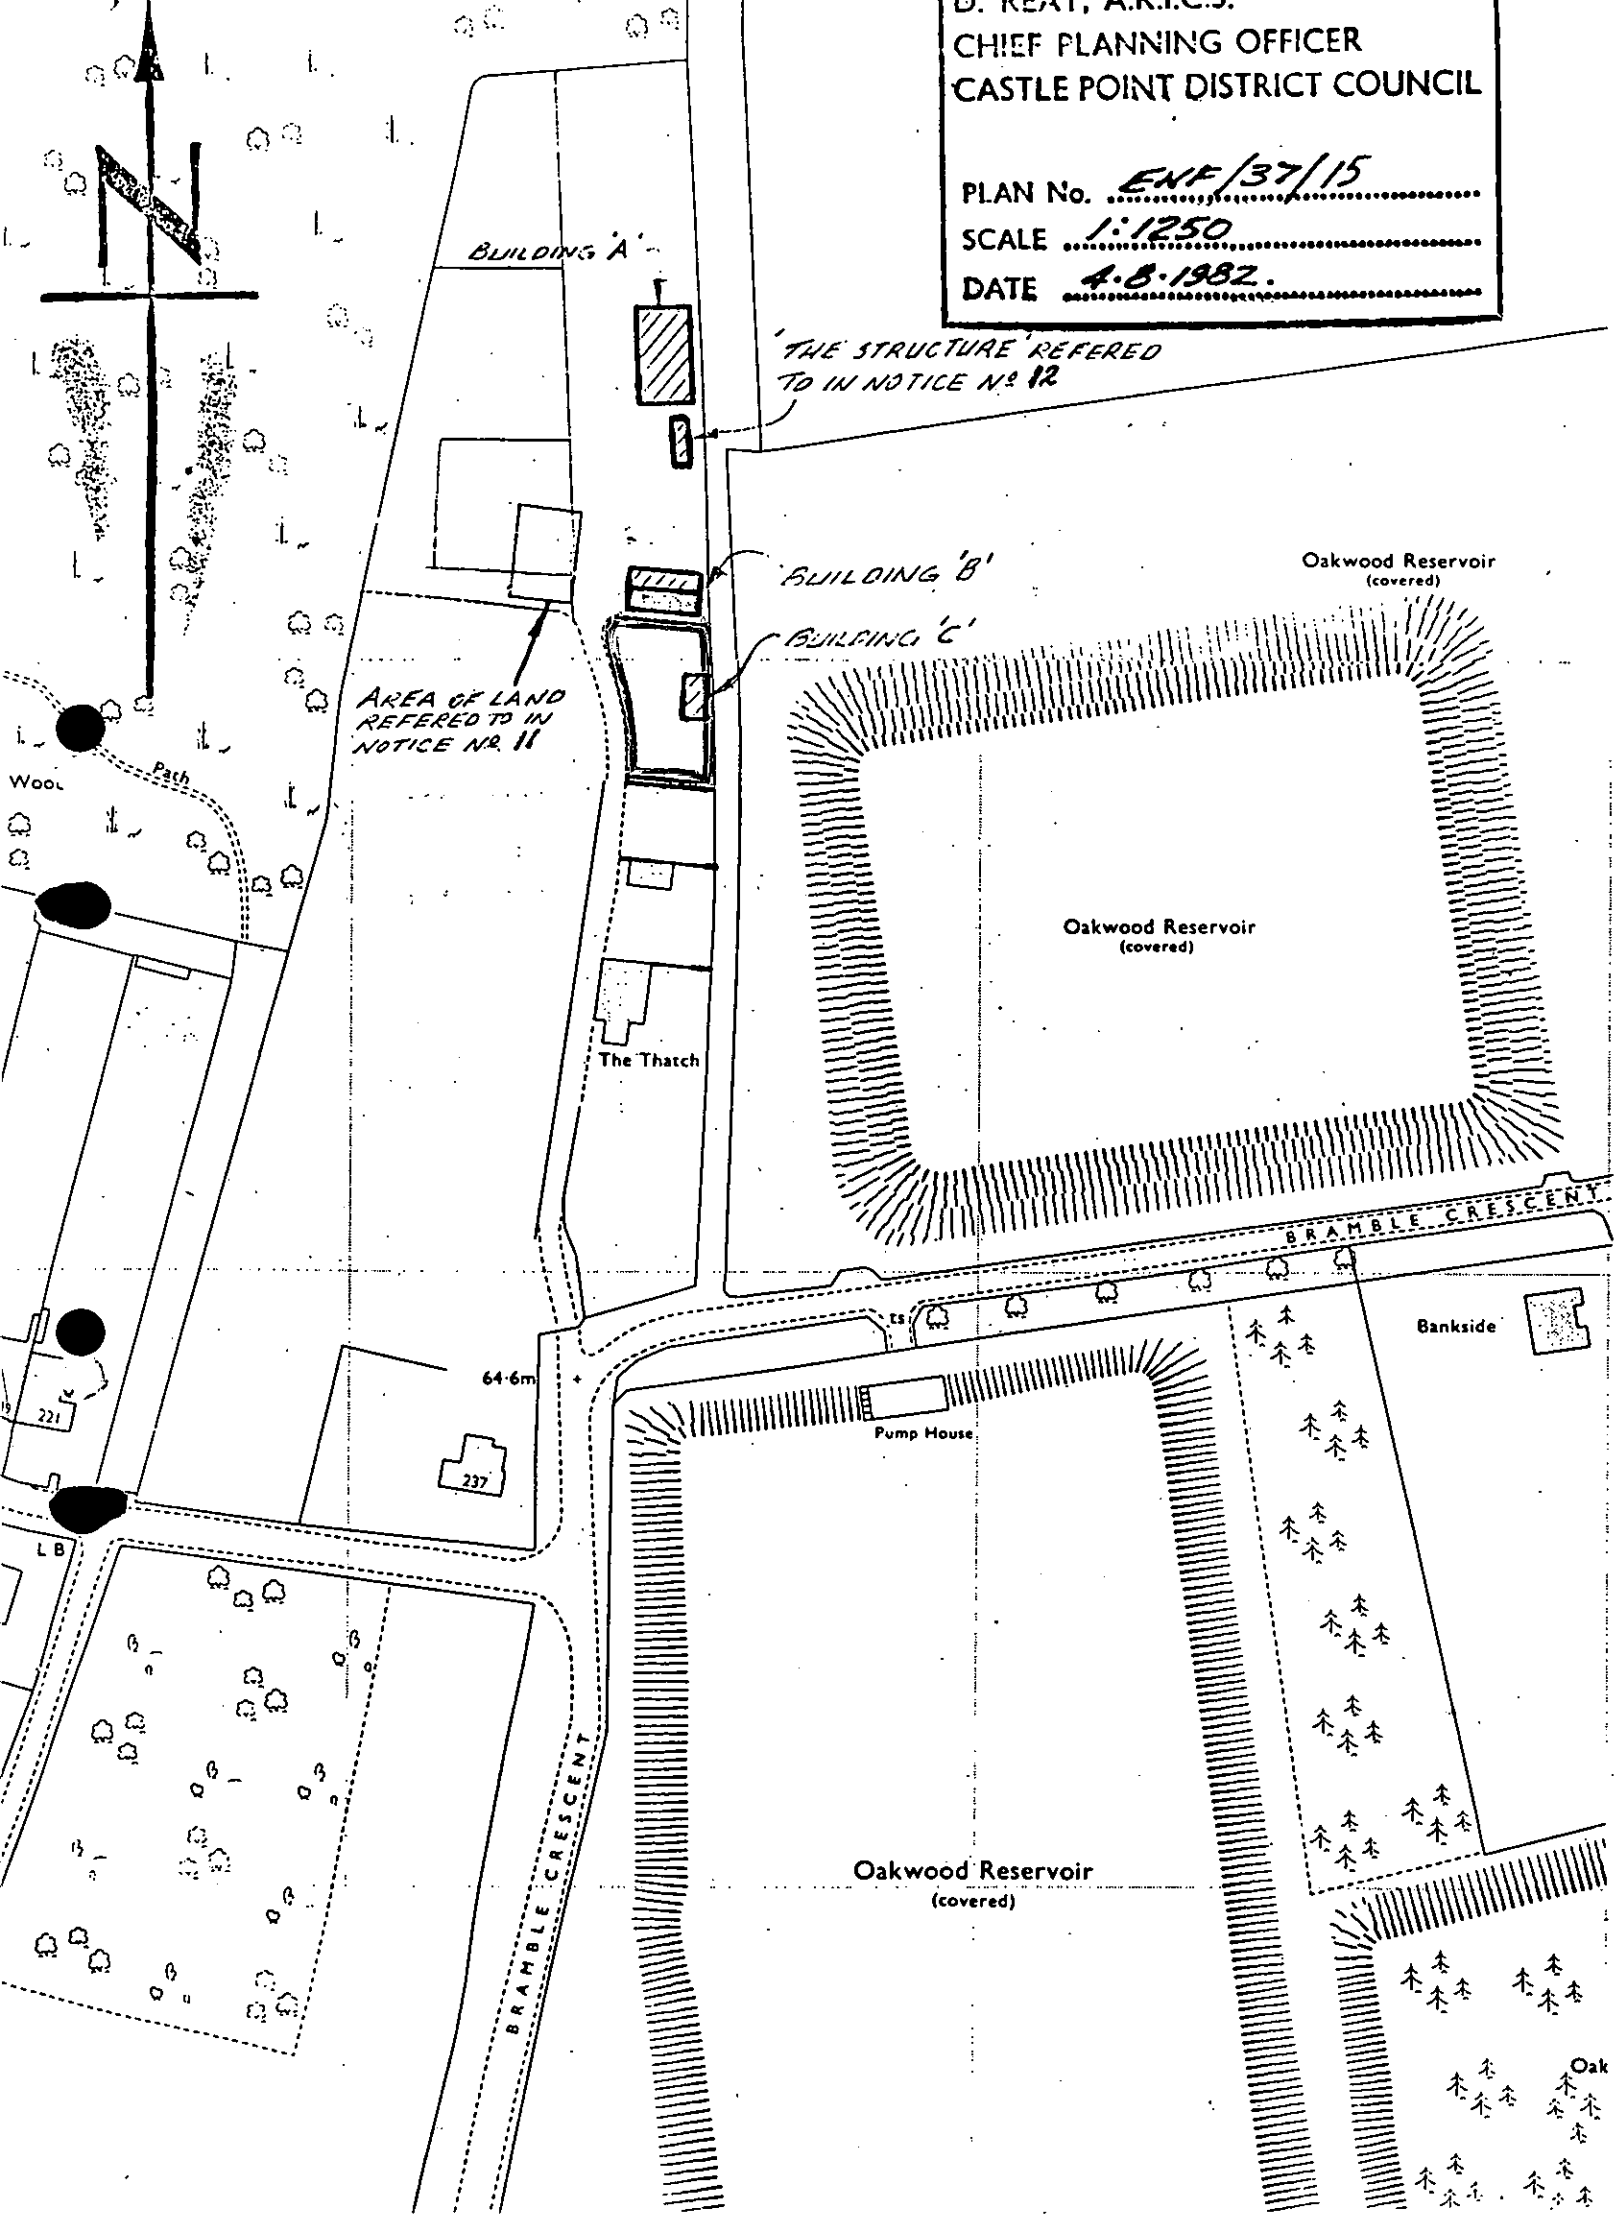 CHIEF PLANNING OFFICER
CASTLE POINT DISTRICT COUNCIL
PLAN No. ENF/37/15
SCALE 1:1250
DATE 4.8.1982.
BUILDING 'A'
'THE STRUCTURE' REFERED
TO IN NOTICE No 12
BUILDING 'B'
BUILDING 'C'
AREA OF LAND
REFERED TO IN
NOTICE No 11
Oakwood Reservoir
(covered)
Path
Oakwood Reservoir
(covered)
The Thatch
BRAMBLE CRESCENT
Bankside
64·6m
Pump House
221
237
L B
BRAMBLE CRESCENT
Oakwood Reservoir
(covered)
Oak